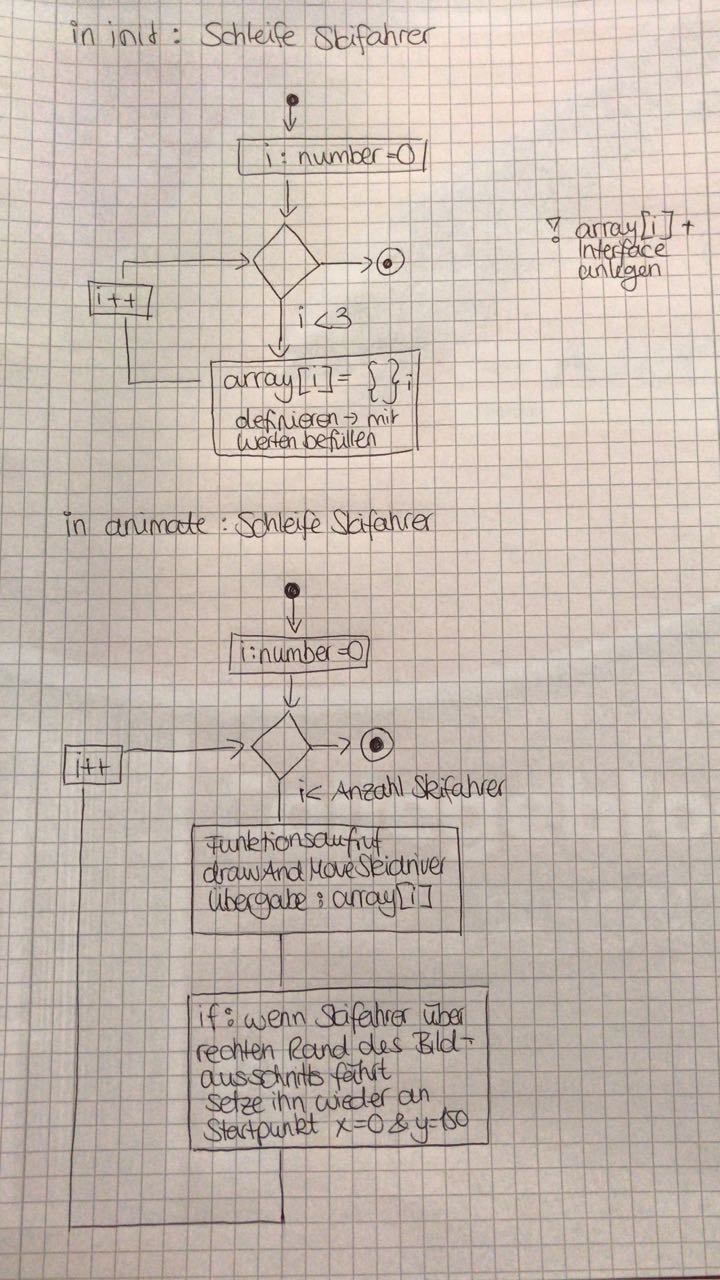 in init : Schleife Skifahrer
i : number=0
! array[i] +
Interface
anlegen
i++
i<3
array[i] = { };
definieren → mit
Werten befüllen
in animate : Schleife Skifahrer
i:number=0
i++
i< Anzahl Skifahrer
Funktionsaufruf
drawAndMoveSkidriver
übergabe : array[i]
if : wenn Skifahrer über
rechten Rand des Bild-
ausschnitts fährt
setze ihn wieder an
Startpunkt x=0 & y=150